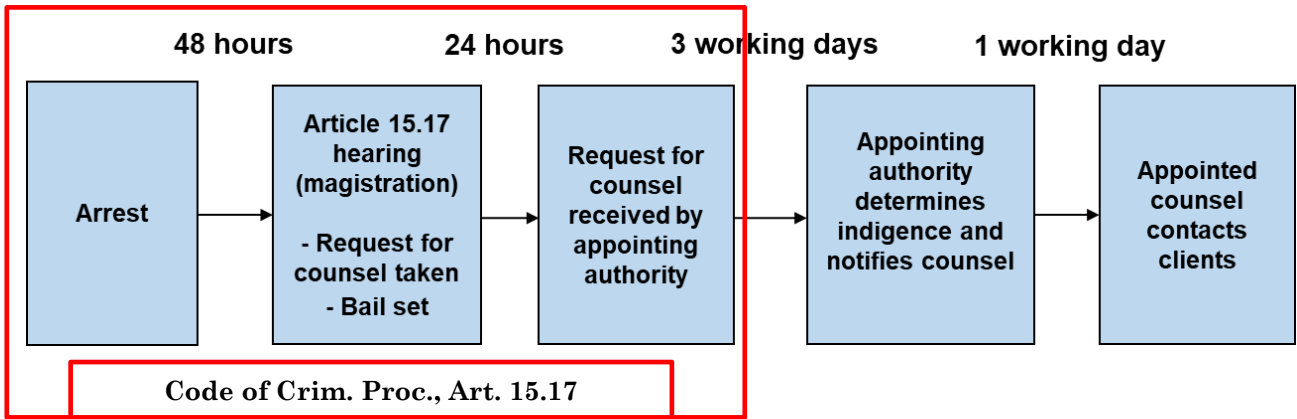 48 hours
24 hours
3 working days
1 working day
Arrest
Article 15.17
hearing
(magistration)
- Request for
counsel taken
- Bail set
Request for
counsel
received by
appointing
authority
Appointing
authority
determines
indigence and
notifies counsel
Appointed
counsel
contacts
clients
Code of Crim. Proc., Art. 15.17